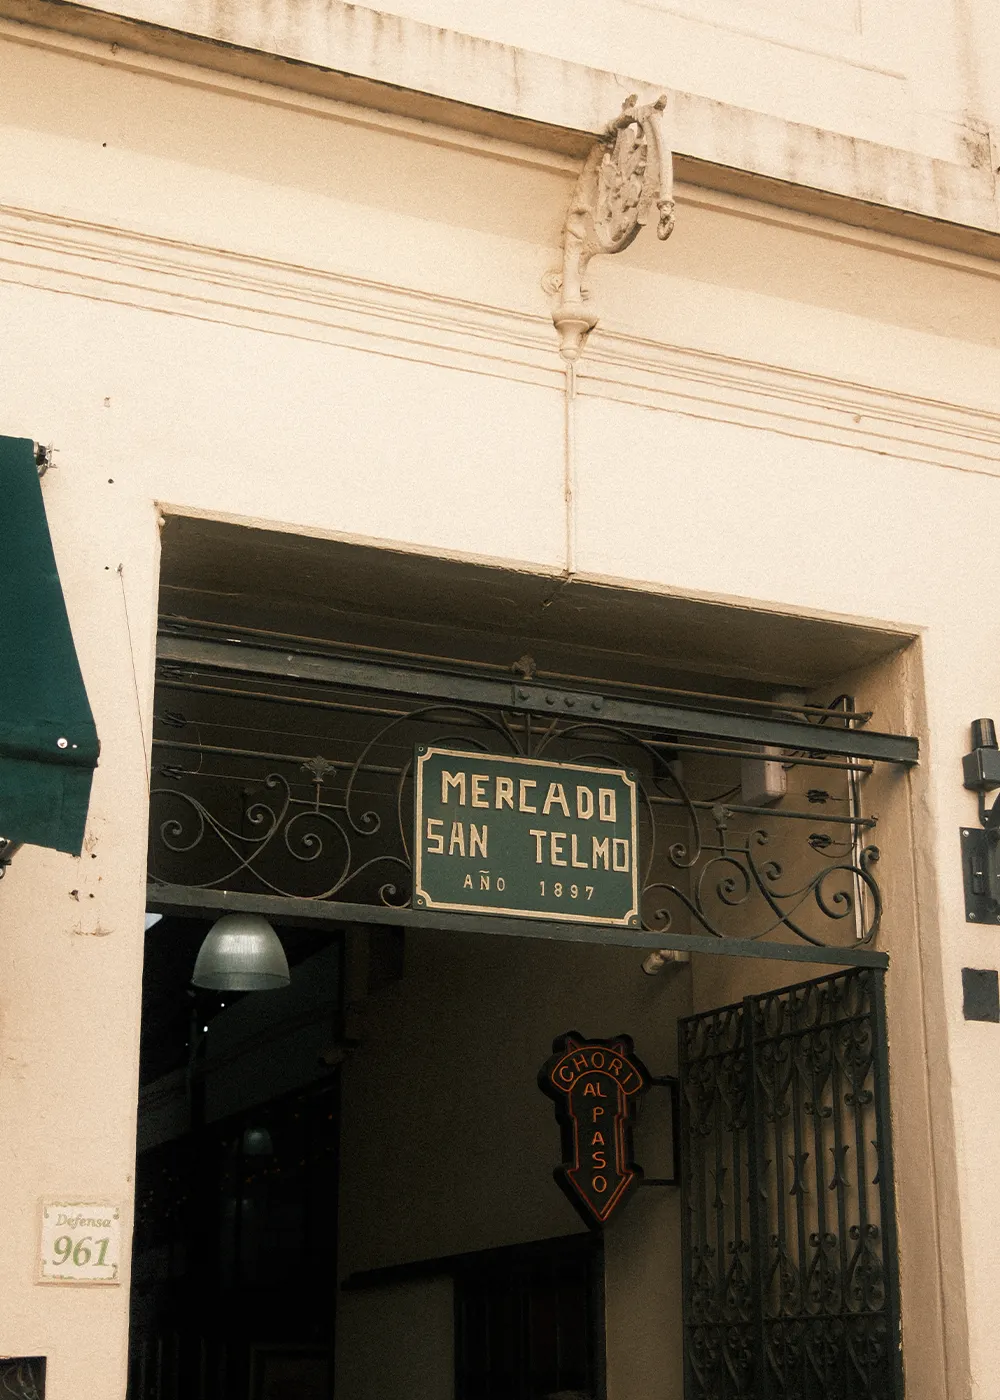 MERCADO
SAN TELMO
AÑO 1897
CHORI
AL
PASO
Defensa
961